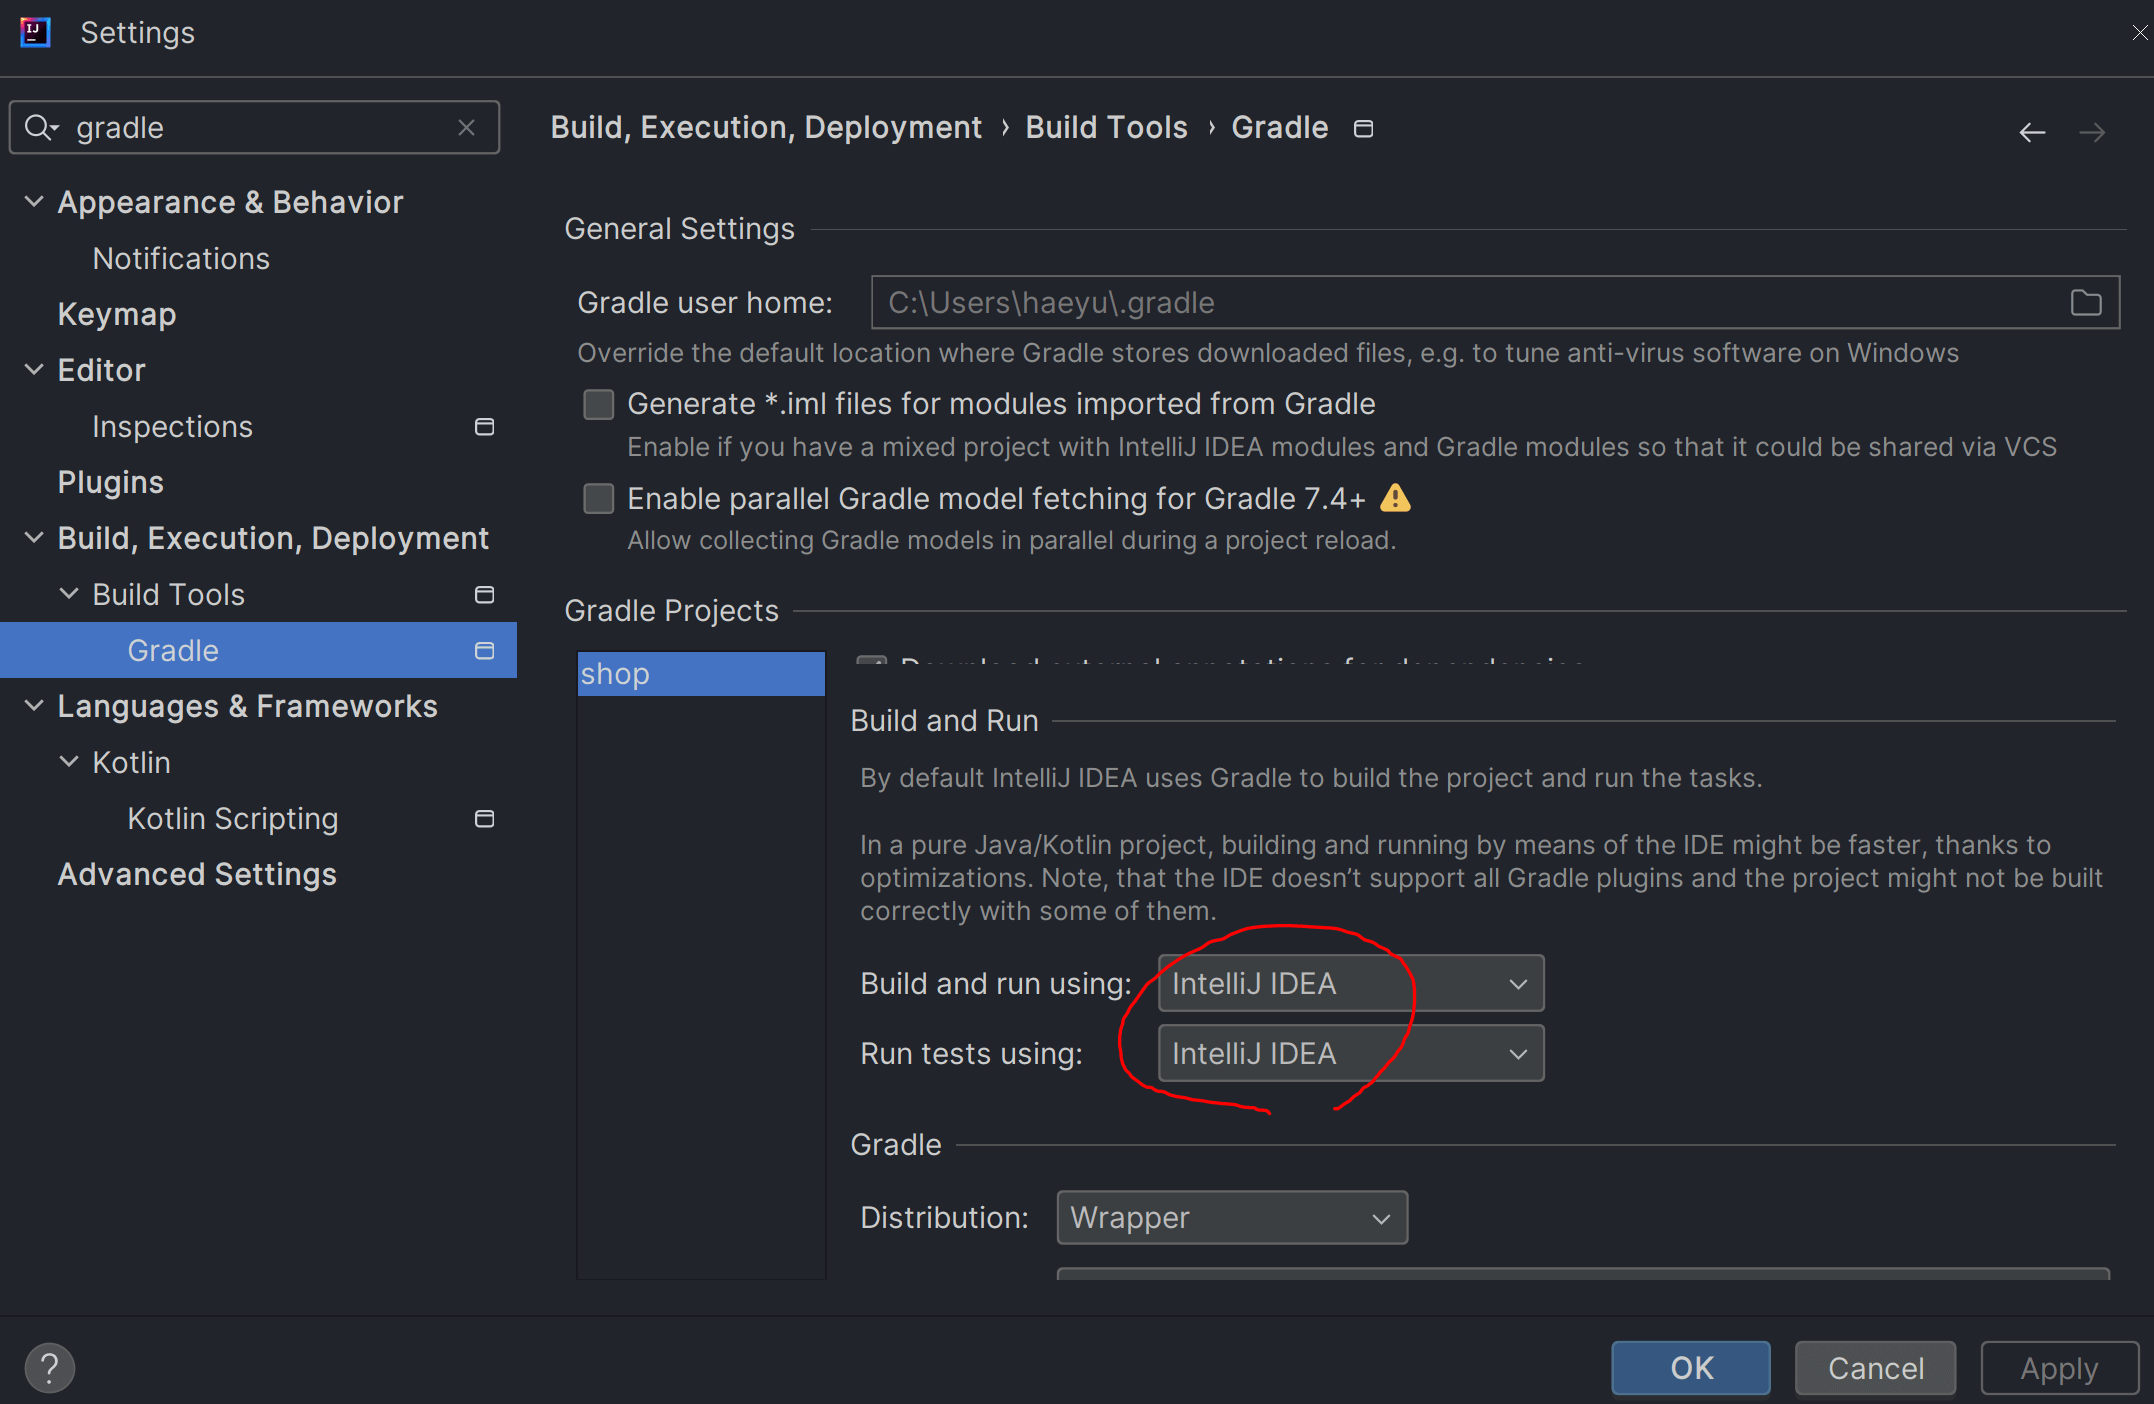 Settings
gradle
Appearance & Behavior
Notifications
Keymap
Editor
Inspections
Plugins
Build, Execution, Deployment
Build Tools
Gradle
Languages & Frameworks
Kotlin
Kotlin Scripting
Advanced Settings
Build, Execution, Deployment › Build Tools › Gradle
General Settings
Gradle user home: C:\Users\haeyu\.gradle
Override the default location where Gradle stores downloaded files, e.g. to tune anti-virus software on Windows
Generate *.iml files for modules imported from Gradle
Enable if you have a mixed project with IntelliJ IDEA modules and Gradle modules so that it could be shared via VCS
Enable parallel Gradle model fetching for Gradle 7.4+
Allow collecting Gradle models in parallel during a project reload.
Gradle Projects
shop
Download external annotations for dependencies
Build and Run
By default IntelliJ IDEA uses Gradle to build the project and run the tasks.
In a pure Java/Kotlin project, building and running by means of the IDE might be faster, thanks to
optimizations. Note, that the IDE doesn’t support all Gradle plugins and the project might not be built
correctly with some of them.
Build and run using: IntelliJ IDEA
Run tests using: IntelliJ IDEA
Gradle
Distribution: Wrapper
?
OK
Cancel
Apply